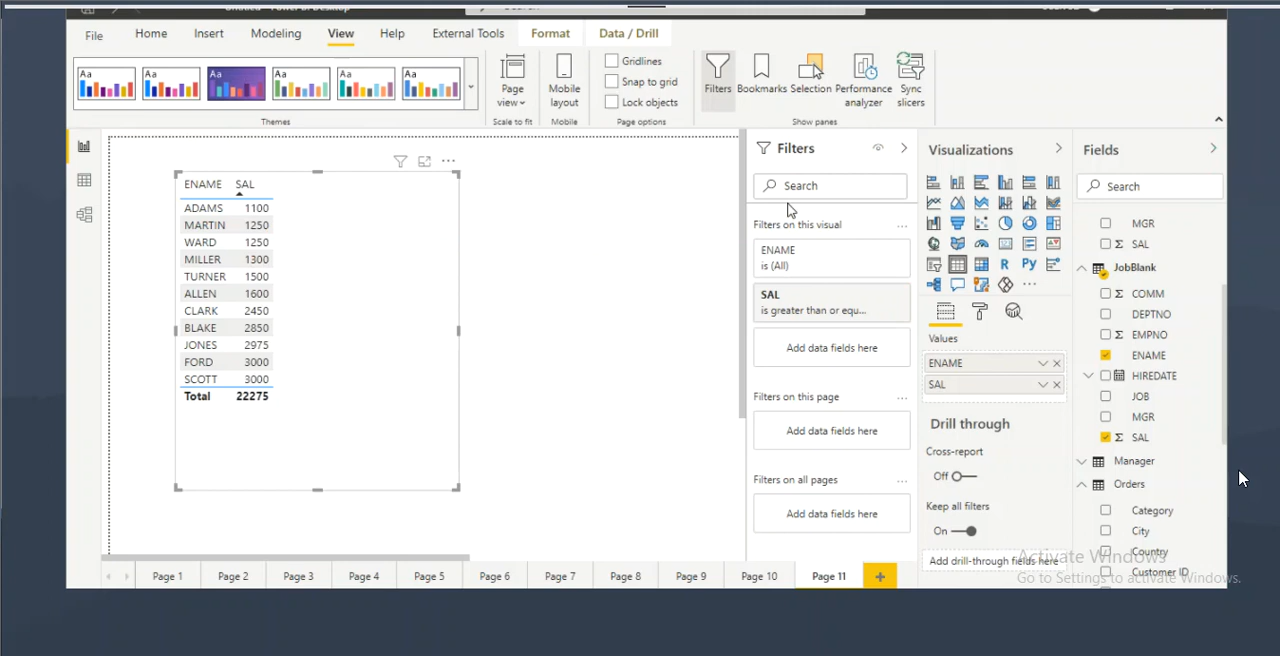 File Home Insert Modeling View Help External Tools Format Data / Drill
Aa Aa Aa Aa Aa Aa
Page view
Mobile layout
Gridlines
Snap to grid
Lock objects
Filters Bookmarks Selection Performance analyzer Sync slicers
Themes Scale to fit Mobile Page options Show panes
ENAME SAL
ADAMS 1100
MARTIN 1250
WARD 1250
MILLER 1300
TURNER 1500
ALLEN 1600
CLARK 2450
BLAKE 2850
JONES 2975
FORD 3000
SCOTT 3000
Total 22275
Filters
Search
Filters on this visual
ENAME
is (All)
SAL
is greater than or equ...
Add data fields here
Filters on this page
Add data fields here
Filters on all pages
Add data fields here
Visualizations
R Py
Values
ENAME
SAL
Drill through
Cross-report
Off
Keep all filters
On
Add drill-through fields here
Fields
Search
MGR
Σ SAL
JobBlank
Σ COMM
DEPTNO
Σ EMPNO
ENAME
HIREDATE
JOB
MGR
Σ SAL
Manager
Orders
Category
City
Country
Customer ID
Activate Windows
Go to Settings to activate Windows.
Page 1 Page 2 Page 3 Page 4 Page 5 Page 6 Page 7 Page 8 Page 9 Page 10 Page 11 +